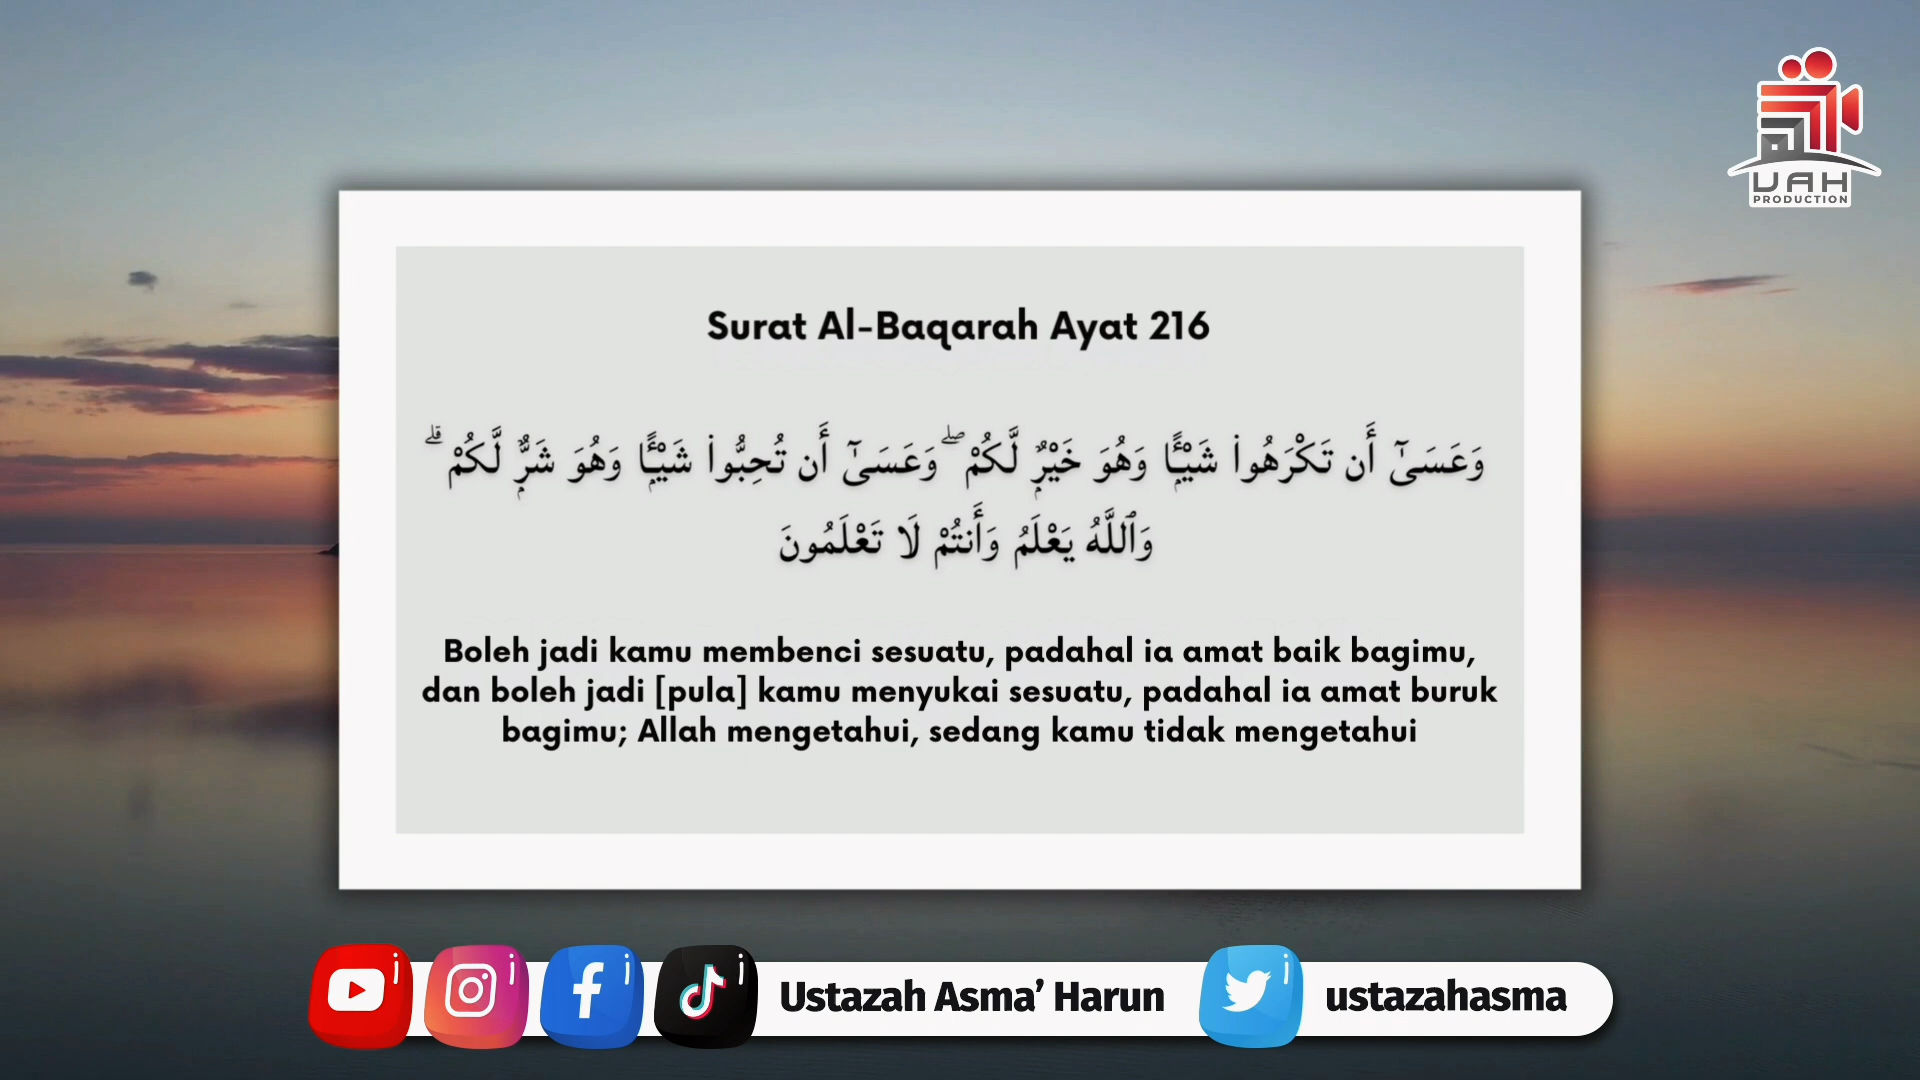 UAH
PRODUCTION
Surat Al-Baqarah Ayat 216
وَعَسَىٰٓ أَن تَكْرَهُوا۟ شَيْـًٔا وَهُوَ خَيْرٌ لَّكُمْ ۖ وَعَسَىٰٓ أَن تُحِبُّوا۟ شَيْـًٔا وَهُوَ شَرٌّ لَّكُمْ ۗ
وَٱللَّهُ يَعْلَمُ وَأَنتُمْ لَا تَعْلَمُونَ
Boleh jadi kamu membenci sesuatu, padahal ia amat baik bagimu,
dan boleh jadi [pula] kamu menyukai sesuatu, padahal ia amat buruk
bagimu; Allah mengetahui, sedang kamu tidak mengetahui
Ustazah Asma’ Harun
ustazahasma